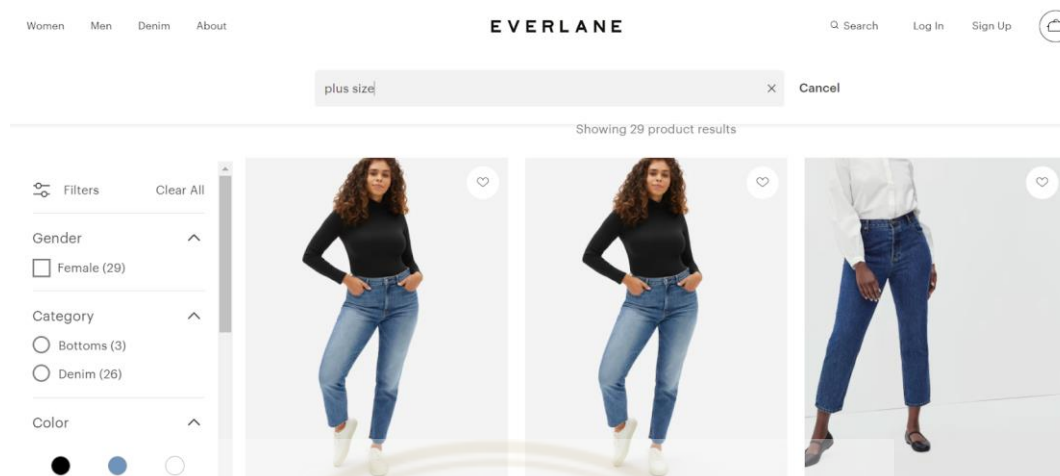 Women Men Denim About EVERLANE Search Log In Sign Up
plus size Cancel
Showing 29 product results
Filters Clear All
Gender
Female (29)
Category
Bottoms (3)
Denim (26)
Color